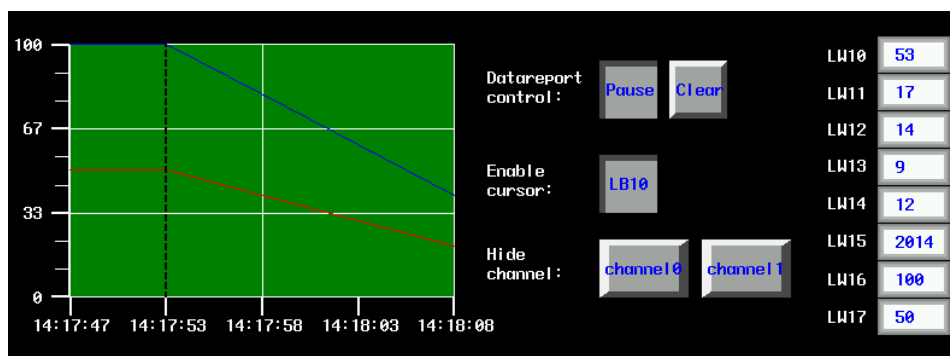 100
67
33
0
14:17:47 14:17:53 14:17:58 14:18:03 14:18:08
Datareport
control:
Pause Clear
Enable
cursor:
LB10
Hide
channel:
channel0 channel1
LW10 53
LW11 17
LW12 14
LW13 9
LW14 12
LW15 2014
LW16 100
LW17 50